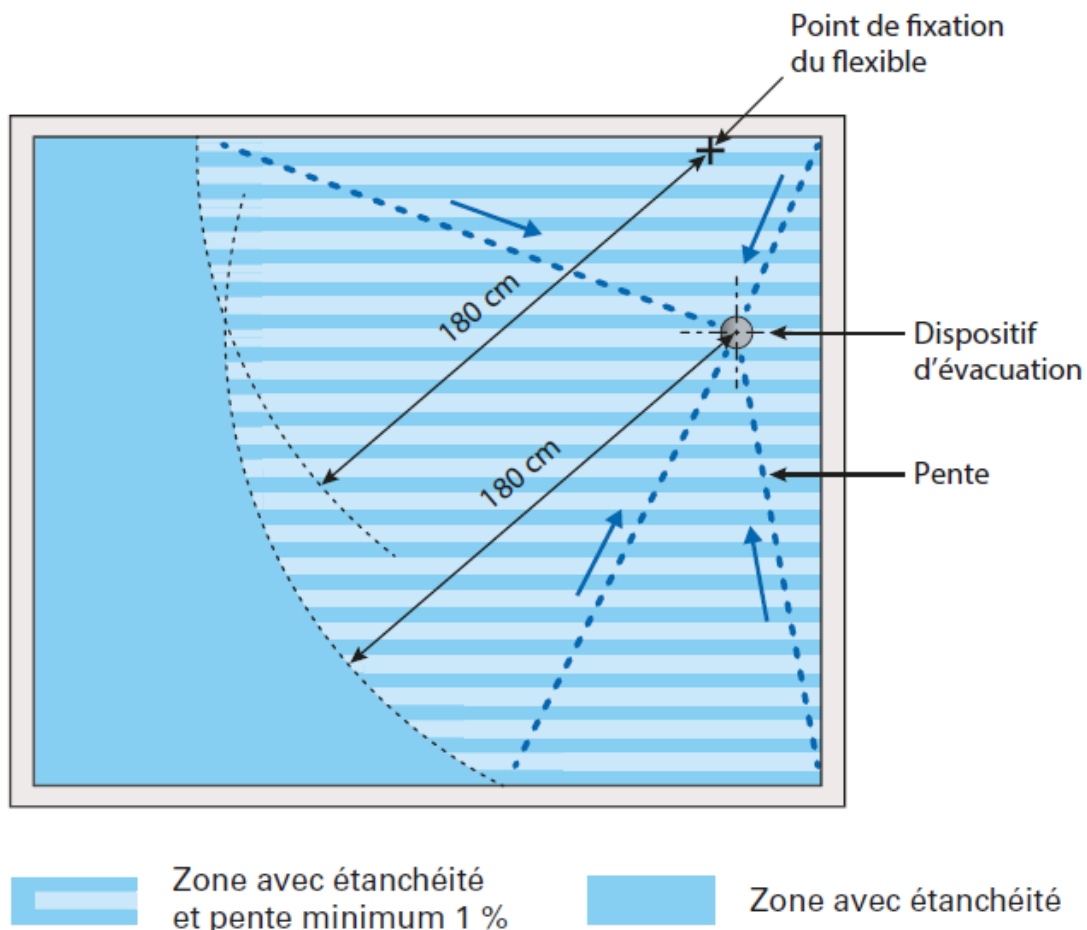 Point de fixation
du flexible
180 cm
180 cm
Dispositif
d’évacuation
Pente
Zone avec étanchéité
et pente minimum 1 %
Zone avec étanchéité